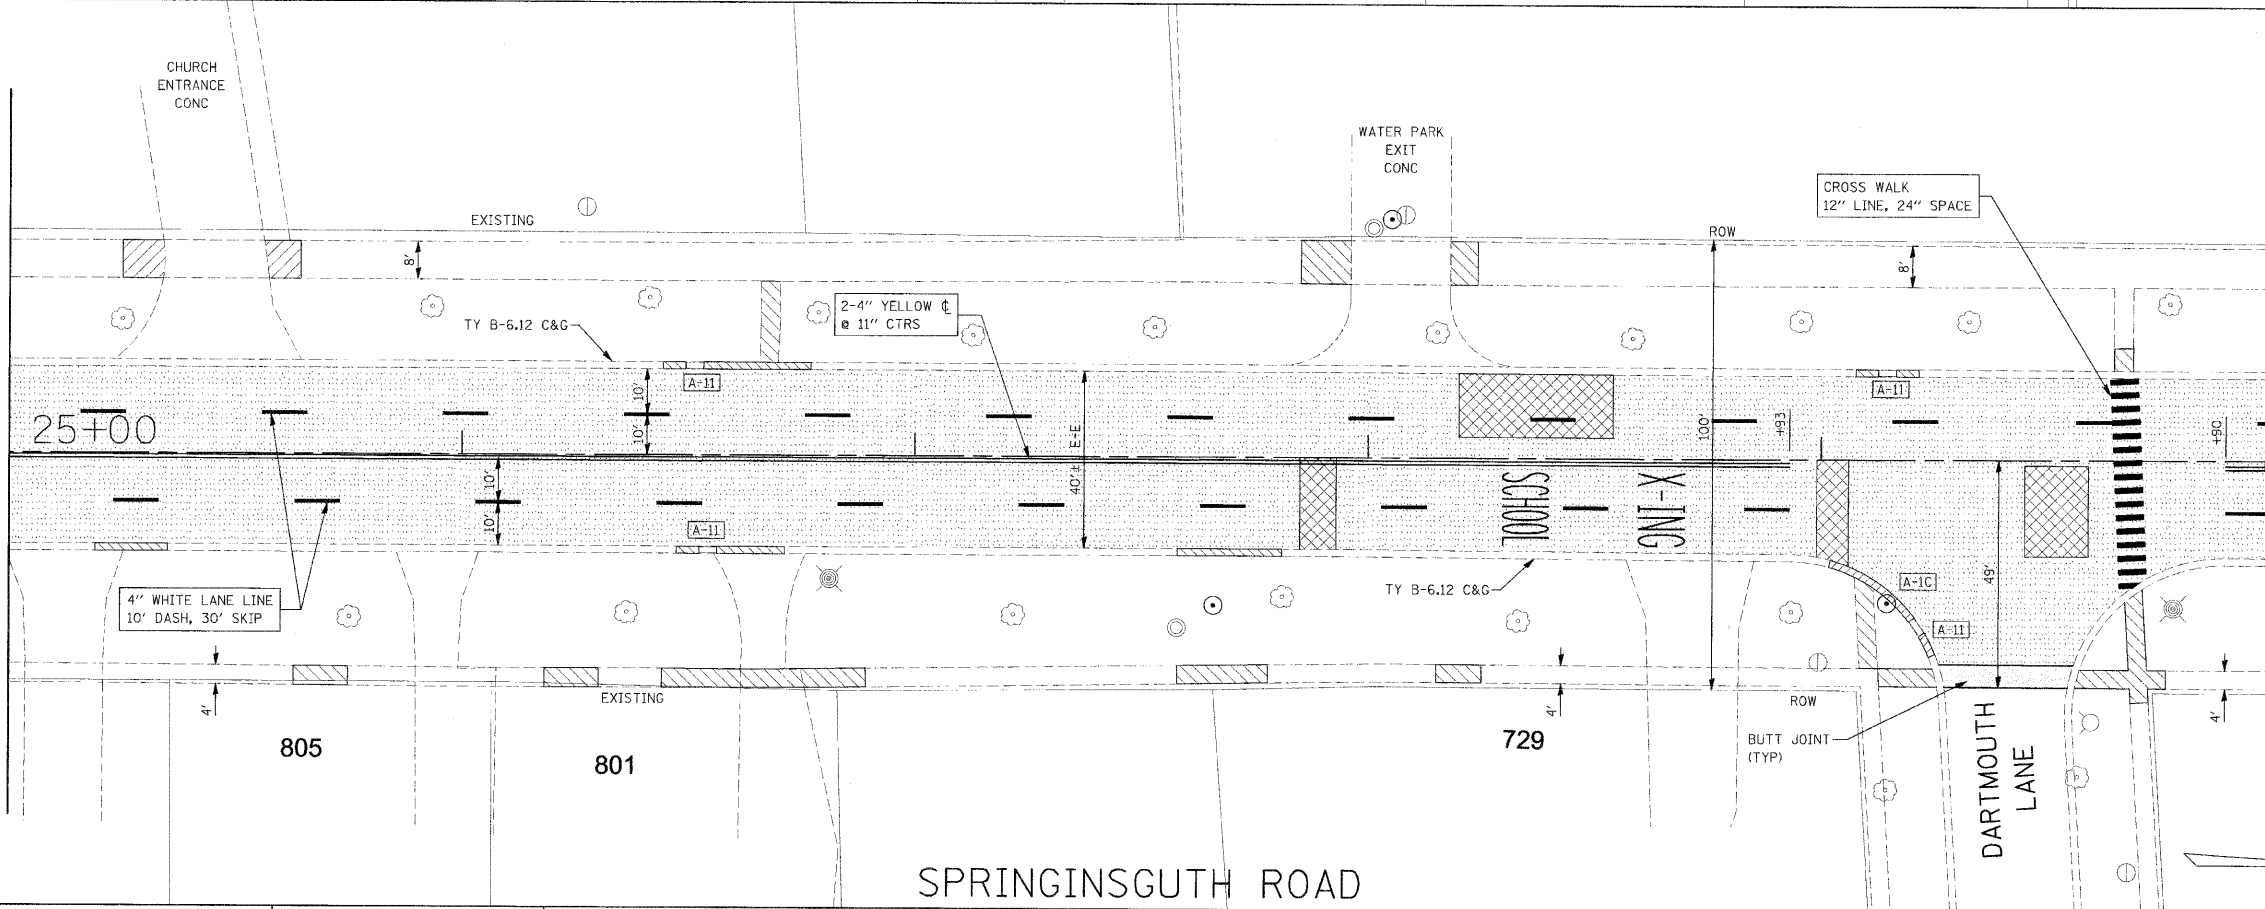 CHURCH
ENTRANCE
CONC
WATER PARK
EXIT
CONC
CROSS WALK
12" LINE, 24" SPACE
EXISTING
ROW
8'
8'
TY B-6.12 C&G
2-4" YELLOW ℄
@ 11" CTRS
A-11
A-11
25+00
10'
10'
40'± E-E
100'
+93
+90
10'
10'
SCHOOL
X-ING
A-11
49'
A-1C
A-11
4" WHITE LANE LINE
10' DASH, 30' SKIP
TY B-6.12 C&G
4'
EXISTING
4'
ROW
4'
805
801
729
BUTT JOINT
(TYP)
DARTMOUTH
LANE
SPRINGINSGUTH ROAD